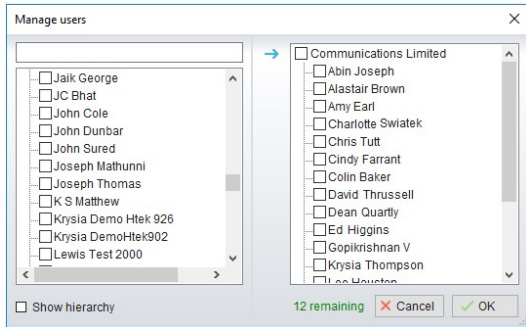 Manage users
Jaik George
JC Bhat
John Cole
John Dunbar
John Sured
Joseph Mathunni
Joseph Thomas
K S Matthew
Krysia Demo Htek 926
Krysia DemoHtek902
Lewis Test 2000
Show hierarchy
Communications Limited
Abin Joseph
Alastair Brown
Amy Earl
Charlotte Swiatek
Chris Tutt
Cindy Farrant
Colin Baker
David Thrussell
Dean Quartly
Ed Higgins
Gopikrishnan V
Krysia Thompson
Lee Houston
12 remaining
Cancel
OK